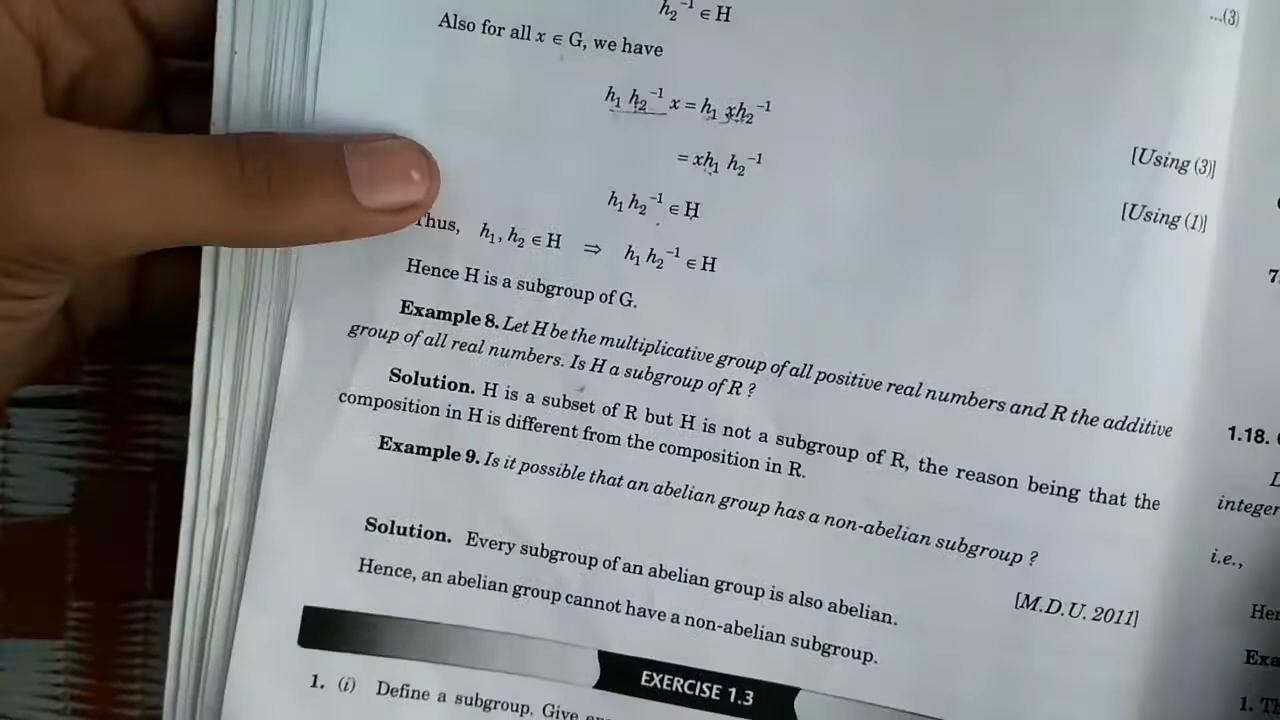 h₂⁻¹ ∈ H ...(3)
Also for all x ∈ G, we have
h₁ h₂⁻¹ x = h₁ xh₂⁻¹
= xh₁ h₂⁻¹ [Using (3)]
h₁ h₂⁻¹ ∈ H [Using (1)]
Thus, h₁, h₂ ∈ H ⇒ h₁ h₂⁻¹ ∈ H
Hence H is a subgroup of G.
Example 8. Let H be the multiplicative group of all positive real numbers and R the additive
group of all real numbers. Is H a subgroup of R ?
Solution. H is a subset of R but H is not a subgroup of R, the reason being that the
composition in H is different from the composition in R.
Example 9. Is it possible that an abelian group has a non-abelian subgroup ?
[M.D.U. 2011]
Solution. Every subgroup of an abelian group is also abelian.
Hence, an abelian group cannot have a non-abelian subgroup.
EXERCISE 1.3
1. (i) Define a subgroup. Give
7.
1.18.
integer
i.e.,
1.